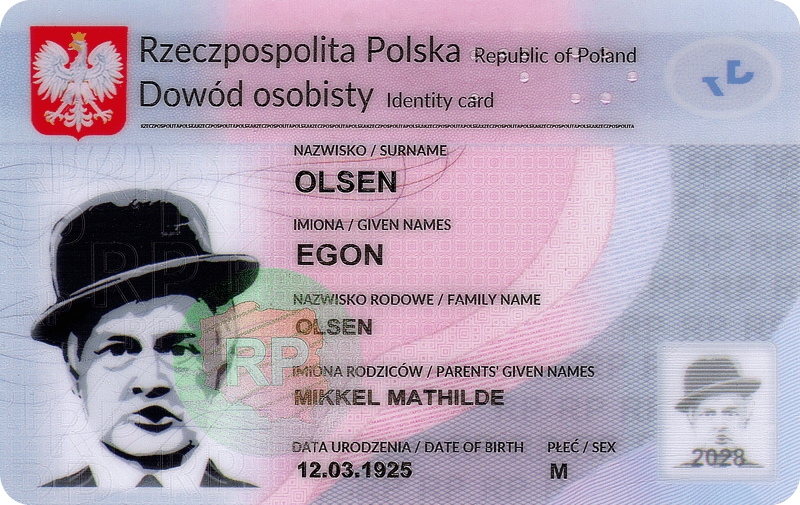 Rzeczpospolita Polska Republic of Poland
Dowód osobisty Identity card
NAZWISKO / SURNAME
OLSEN
IMIONA / GIVEN NAMES
EGON
NAZWISKO RODOWE / FAMILY NAME
OLSEN
IMIONA RODZICÓW / PARENTS' GIVEN NAMES
MIKKEL MATHILDE
DATA URODZENIA / DATE OF BIRTH PŁEĆ / SEX
12.03.1925 M
RP
2028